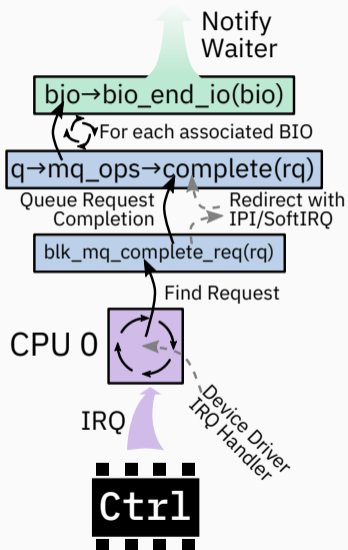 Notify
Waiter
bio→bio_end_io(bio)
For each associated BIO
q→mq_ops→complete(rq)
Queue Request
Completion
Redirect with
IPI/SoftIRQ
blk_mq_complete_req(rq)
Find Request
CPU 0
IRQ
Device Driver
IRQ Handler
Ctrl